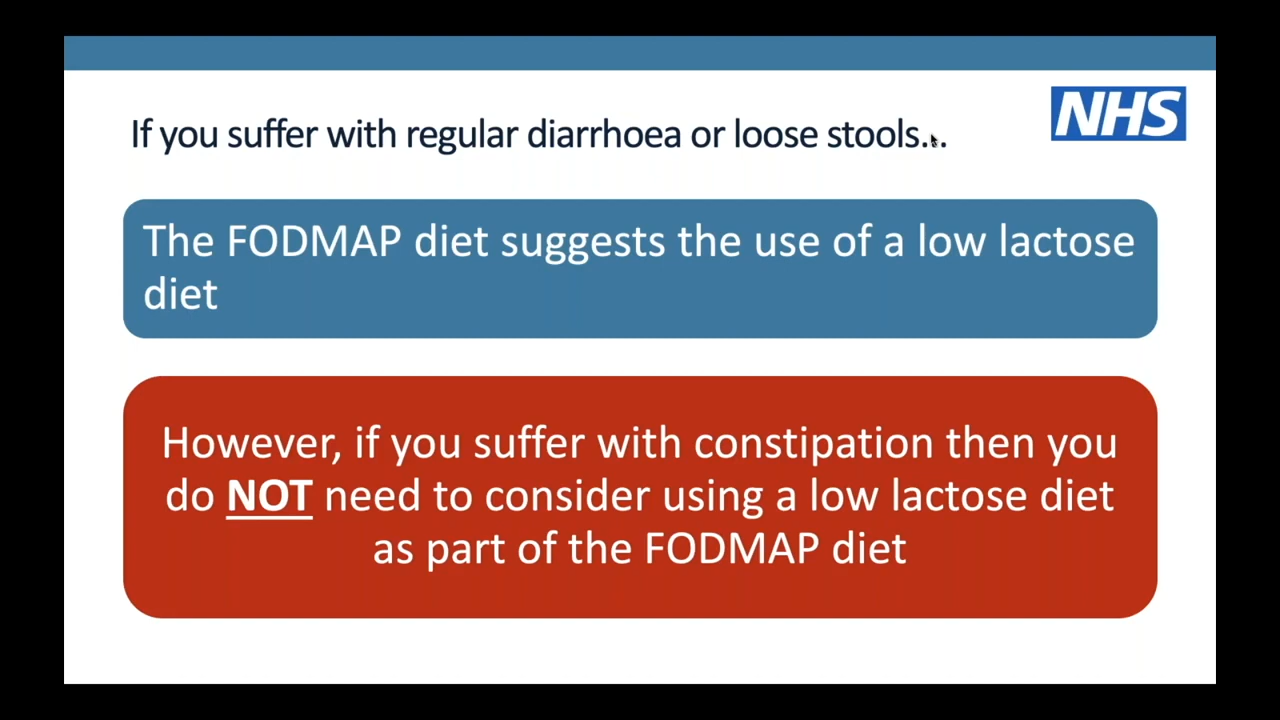 NHS
If you suffer with regular diarrhoea or loose stools...
The FODMAP diet suggests the use of a low lactose
diet
However, if you suffer with constipation then you
do NOT need to consider using a low lactose diet
as part of the FODMAP diet